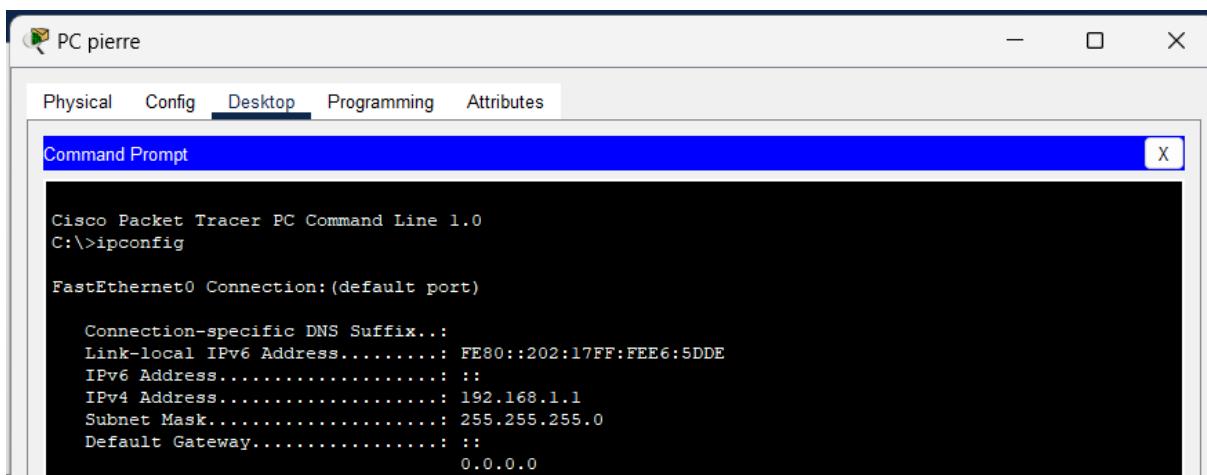 PC pierre
Physical Config Desktop Programming Attributes
Command Prompt
X
Cisco Packet Tracer PC Command Line 1.0
C:\>ipconfig
FastEthernet0 Connection:(default port)
Connection-specific DNS Suffix..:
Link-local IPv6 Address.........: FE80::202:17FF:FEE6:5DDE
IPv6 Address....................: ::
IPv4 Address....................: 192.168.1.1
Subnet Mask.....................: 255.255.255.0
Default Gateway.................: ::
0.0.0.0